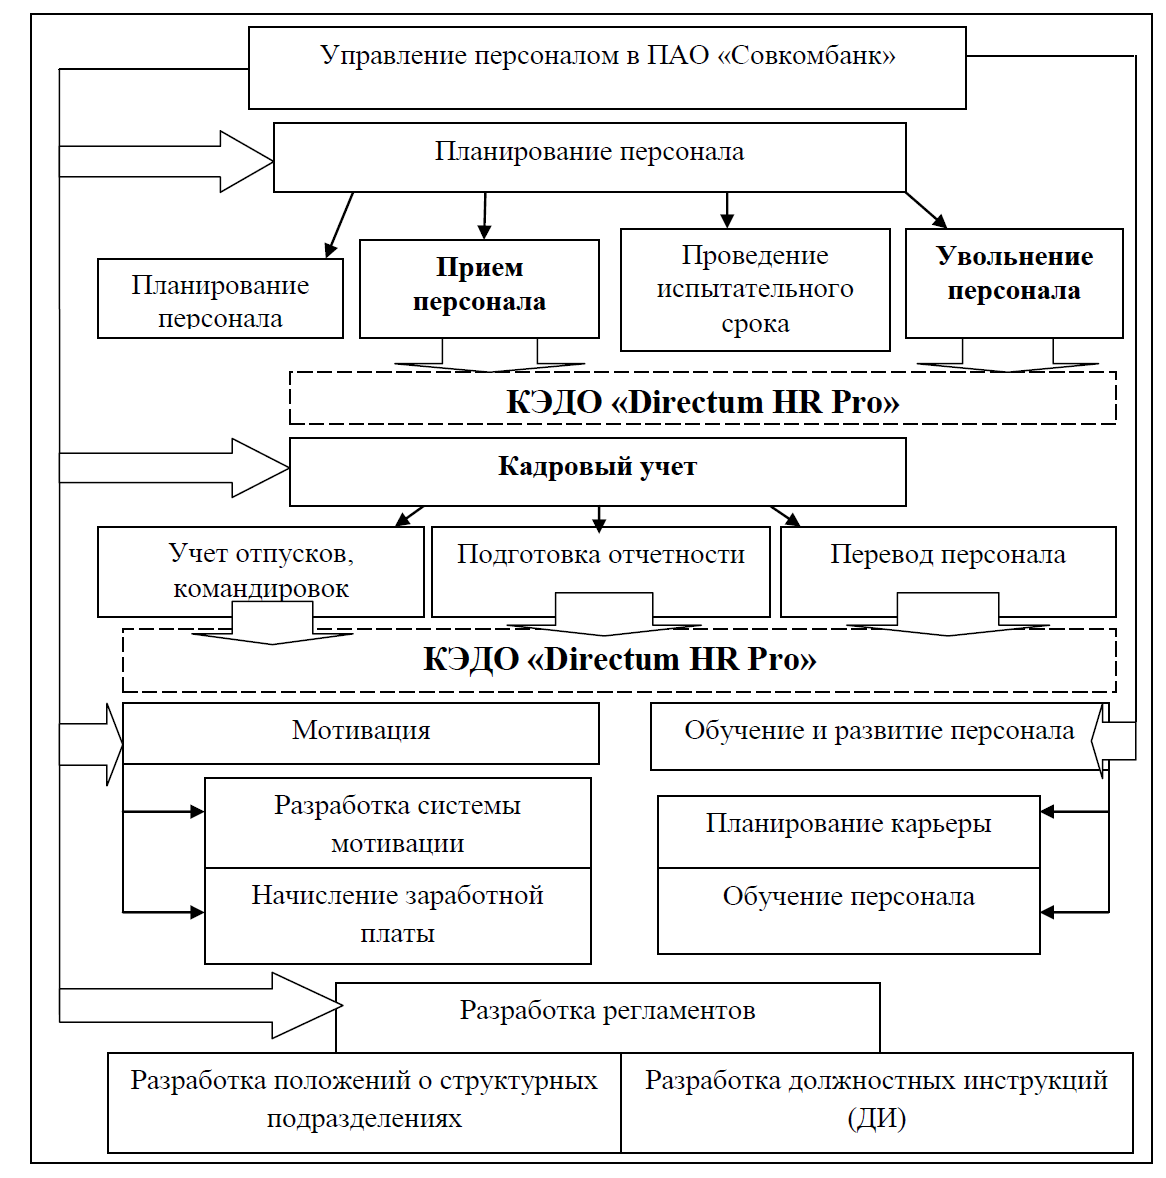 Управление персоналом в ПАО «Совкомбанк»
Планирование персонала
Планирование
персонала
Прием
персонала
Проведение
испытательного
срока
Увольнение
персонала
КЭДО «Directum HR Pro»
Кадровый учет
Учет отпусков,
командировок
Подготовка отчетности
Перевод персонала
КЭДО «Directum HR Pro»
Мотивация
Обучение и развитие персонала
Разработка системы
мотивации
Начисление заработной
платы
Планирование карьеры
Обучение персонала
Разработка регламентов
Разработка положений о структурных
подразделениях
Разработка должностных инструкций
(ДИ)